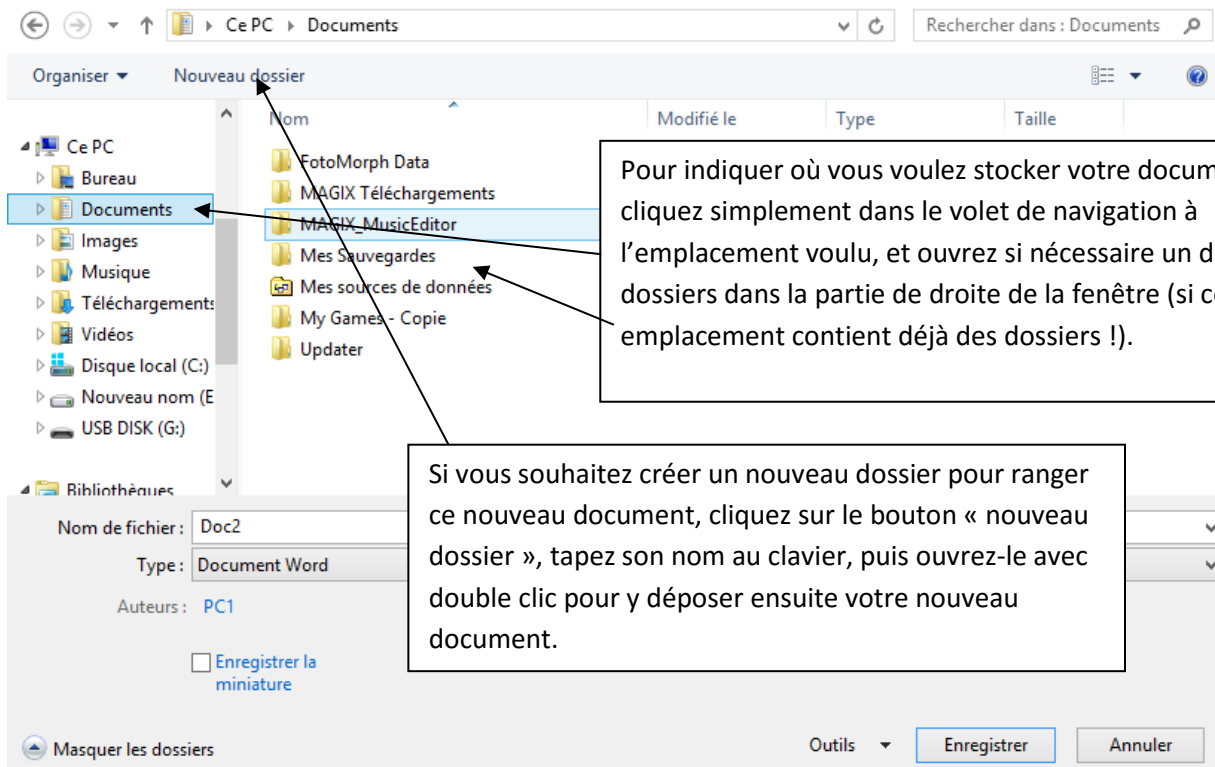 Ce PC Documents Rechercher dans : Documents
Organiser Nouveau dossier
Nom Modifié le Type Taille
Ce PC
Bureau
Documents
Images
Musique
Téléchargements
Vidéos
Disque local (C:)
Nouveau nom (E
USB DISK (G:)
Bibliothèques
FotoMorph Data
MAGIX Téléchargements
MAGIX_MusicEditor
Mes Sauvegardes
Mes sources de données
My Games - Copie
Updater
Pour indiquer où vous voulez stocker votre docum
cliquez simplement dans le volet de navigation à
l’emplacement voulu, et ouvrez si nécessaire un d
dossiers dans la partie de droite de la fenêtre (si c
emplacement contient déjà des dossiers !).
Si vous souhaitez créer un nouveau dossier pour ranger
ce nouveau document, cliquez sur le bouton « nouveau
dossier », tapez son nom au clavier, puis ouvrez-le avec
double clic pour y déposer ensuite votre nouveau
document.
Nom de fichier : Doc2
Type : Document Word
Auteurs : PC1
Enregistrer la
miniature
Masquer les dossiers Outils Enregistrer Annuler